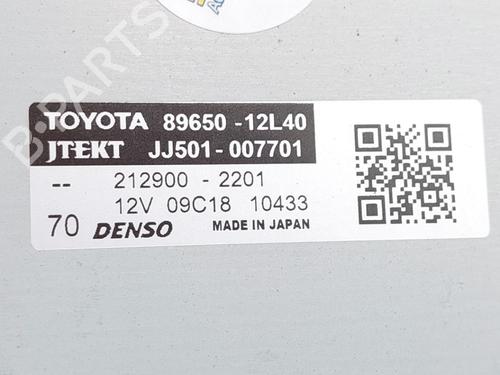 B-PARTS
TOYOTA 89650-12L40
JTEKT JJ501-007701
-- 212900-2201
12V 09C18 10433
70 DENSO MADE IN JAPAN